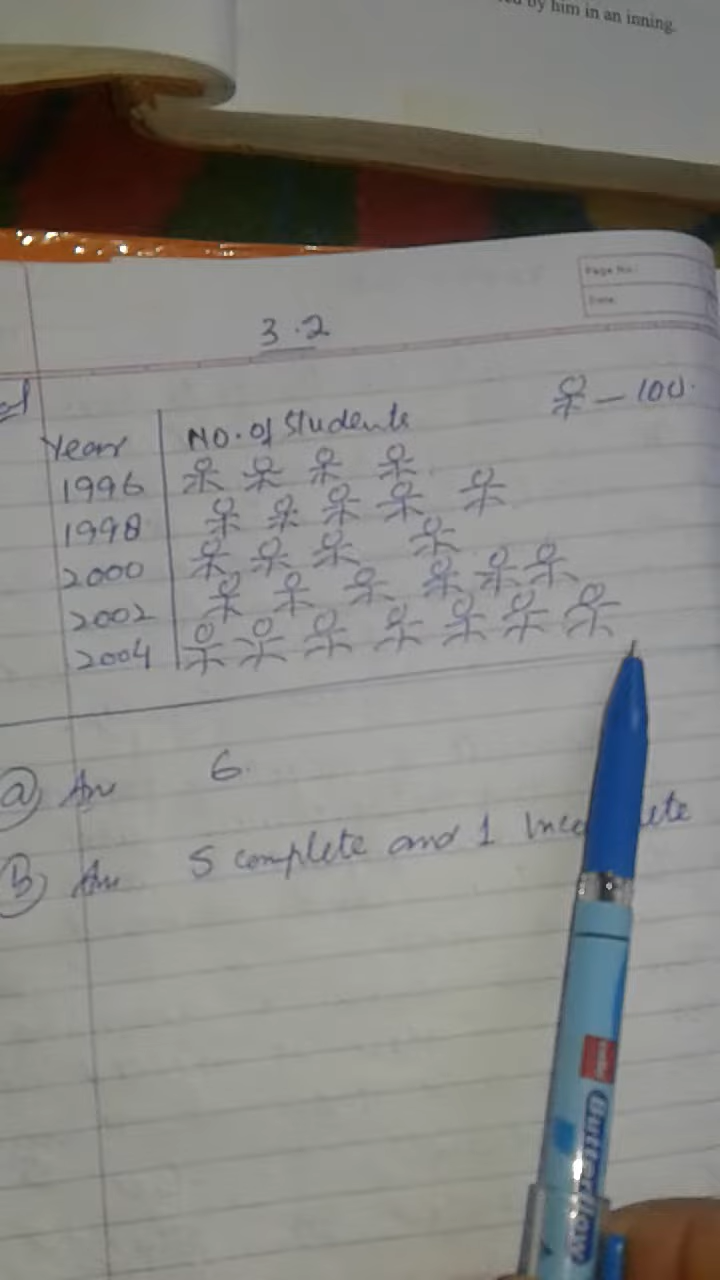 by him in an inning.
Page No.:
Date:
3.2
Year No. of Students - 100.
1996
1998
2000
2002
2004
a) Ans 6.
b) Ans 5 complete and 1
Butterflow